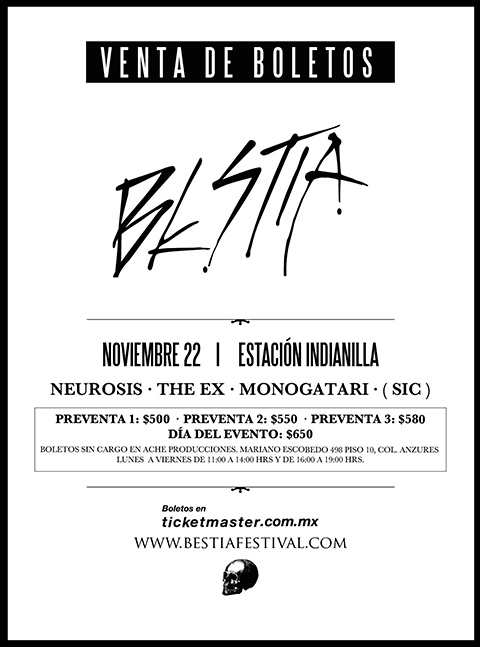 VENTA DE BOLETOS
BESTIA
NOVIEMBRE 22 | ESTACIÓN INDIANILLA
NEUROSIS · THE EX · MONOGATARI · ( SIC )
PREVENTA 1: $500 · PREVENTA 2: $550 · PREVENTA 3: $580
DÍA DEL EVENTO: $650
BOLETOS SIN CARGO EN ACHE PRODUCCIONES. MARIANO ESCOBEDO 498 PISO 10, COL. ANZURES
LUNES A VIERNES DE 11:00 A 14:00 HRS Y DE 16:00 A 19:00 HRS.
Boletos en
ticketmaster.com.mx
WWW.BESTIAFESTIVAL.COM